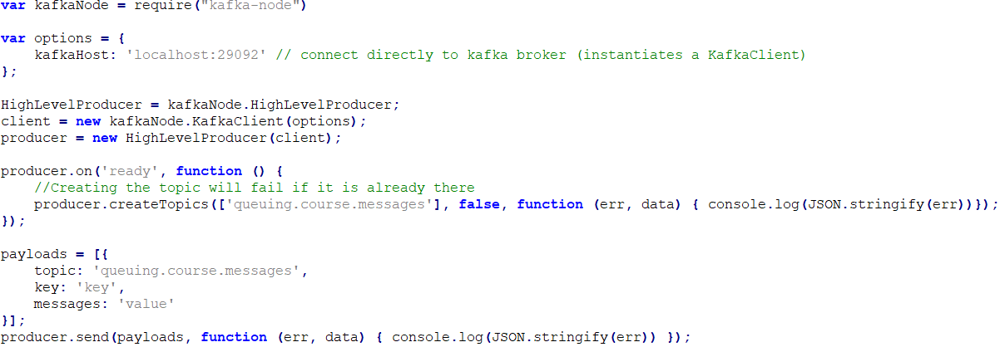 var kafkaNode = require("kafka-node")
var options = {
    kafkaHost: 'localhost:29092' // connect directly to kafka broker (instantiates a KafkaClient)
};
HighLevelProducer = kafkaNode.HighLevelProducer;
client = new kafkaNode.KafkaClient(options);
producer = new HighLevelProducer(client);
producer.on('ready', function () {
    //Creating the topic will fail if it is already there
    producer.createTopics(['queuing.course.messages'], false, function (err, data) { console.log(JSON.stringify(err))});
});
payloads = [{
    topic: 'queuing.course.messages',
    key: 'key',
    messages: 'value'
}];
producer.send(payloads, function (err, data) { console.log(JSON.stringify(err)) });